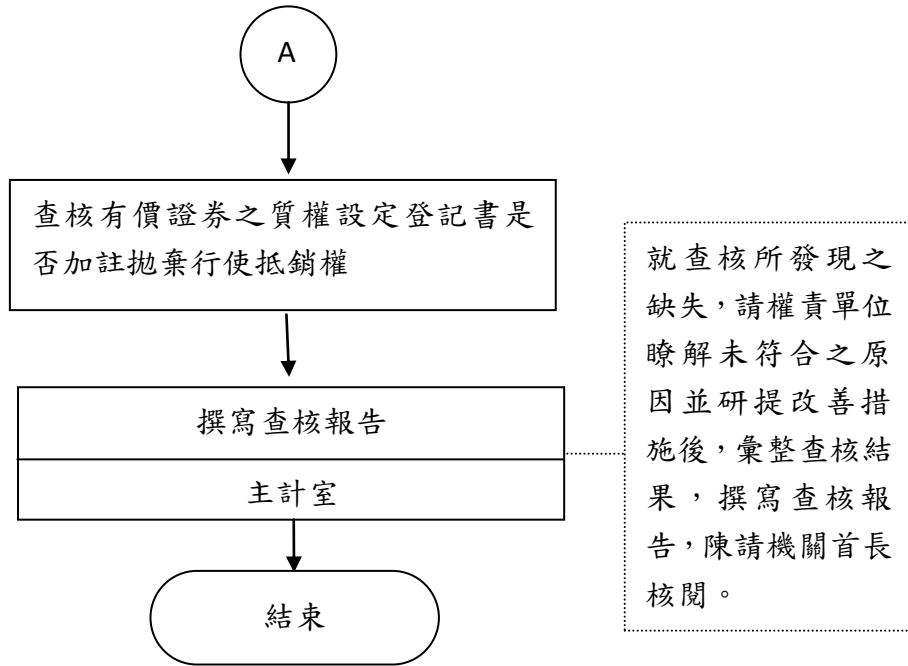 A
查核有價證券之質權設定登記書是
否加註拋棄行使抵銷權
撰寫查核報告
主計室
結束
就查核所發現之
缺失，請權責單位
瞭解未符合之原
因並研提改善措
施後，彙整查核結
果，撰寫查核報
告，陳請機關首長
核閱。